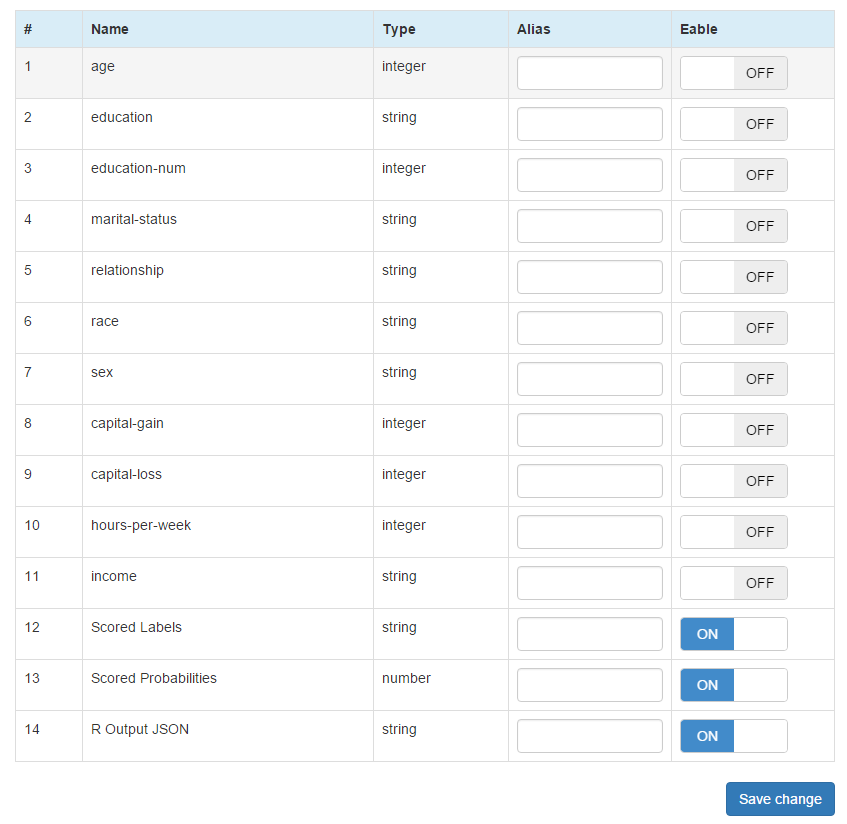 # Name Type Alias Eable
1 age integer OFF
2 education string OFF
3 education-num integer OFF
4 marital-status string OFF
5 relationship string OFF
6 race string OFF
7 sex string OFF
8 capital-gain integer OFF
9 capital-loss integer OFF
10 hours-per-week integer OFF
11 income string OFF
12 Scored Labels string ON
13 Scored Probabilities number ON
14 R Output JSON string ON
Save change